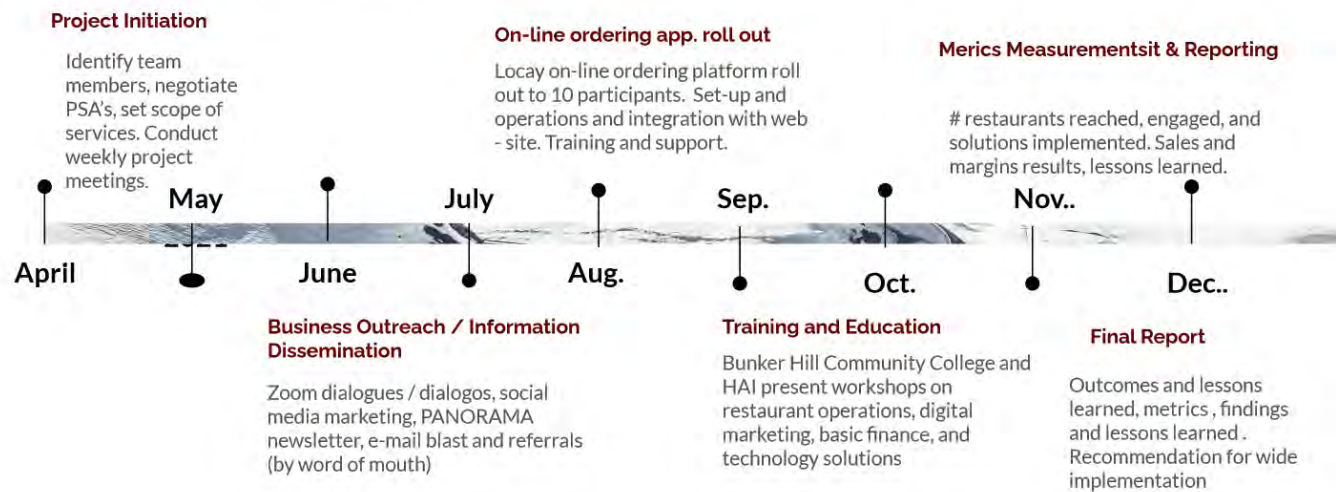 Project Initiation
Identify team
members, negotiate
PSA's, set scope of
services. Conduct
weekly project
meetings.
On-line ordering app. roll out
Locay on-line ordering platform roll
out to 10 participants. Set-up and
operations and integration with web
- site. Training and support.
Merics Measurementsit & Reporting
# restaurants reached, engaged, and
solutions implemented. Sales and
margins results, lessons learned.
May
July
Sep.
Nov..
April
June
Aug.
Oct.
Dec..
Business Outreach / Information
Dissemination
Zoom dialogues / dialogos, social
media marketing, PANORAMA
newsletter, e-mail blast and referrals
(by word of mouth)
Training and Education
Bunker Hill Community College and
HAI present workshops on
restaurant operations, digital
marketing, basic finance, and
technology solutions
Final Report
Outcomes and lessons
learned, metrics , findings
and lessons learned .
Recommendation for wide
implementation